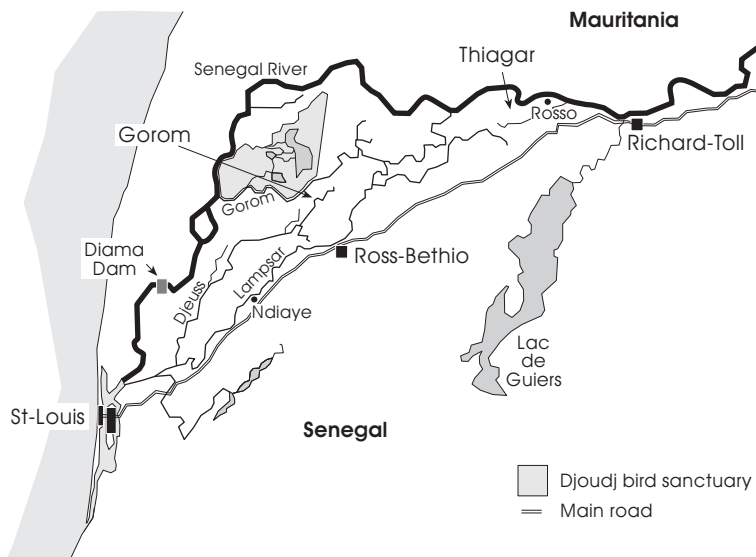 Mauritania
Thiagar
Senegal River
Rosso
Richard-Toll
Gorom
Gorom
Diama
Dam
Ross-Bethio
Lampsar
Djeuss
Ndiaye
Lac
de
Guiers
St-Louis
Senegal
Djoudj bird sanctuary
Main road